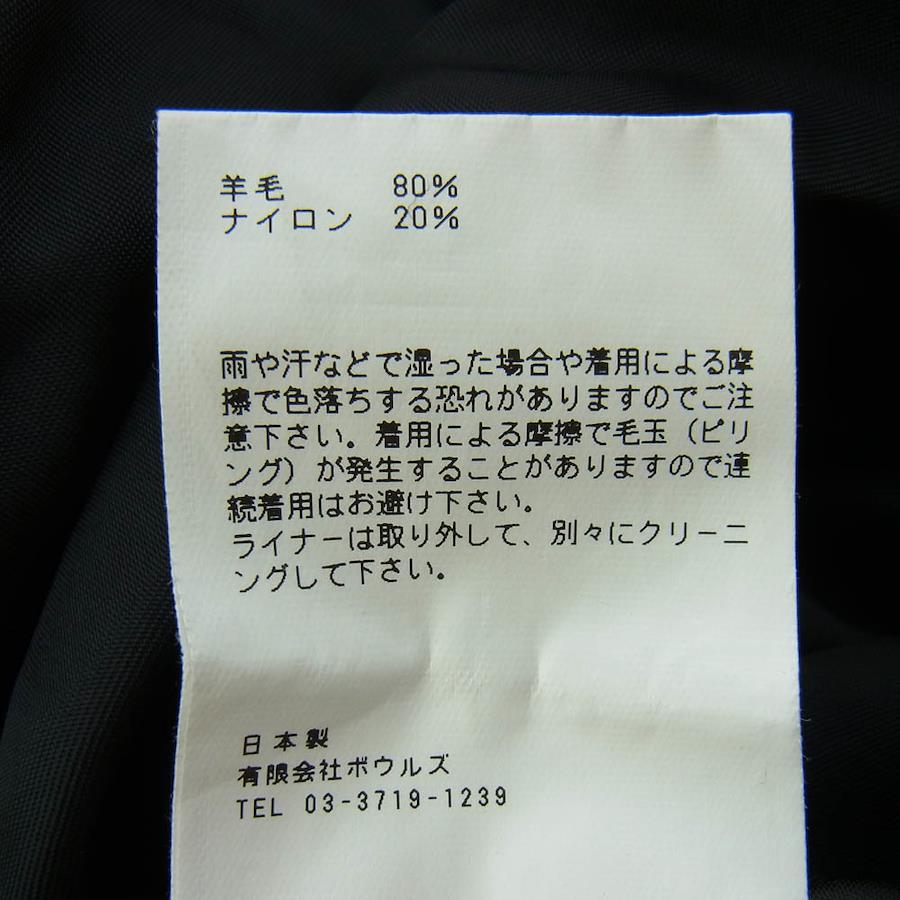 羊毛 80%
ナイロン 20%
雨や汗などで湿った場合や着用による摩
擦で色落ちする恐れがありますのでご注
意下さい。着用による摩擦で毛玉（ピリ
ング）が発生することがありますので連
続着用はお避け下さい。
ライナーは取り外して、別々にクリーニ
ングして下さい。
日本製
有限会社ボウルズ
TEL 03-3719-1239